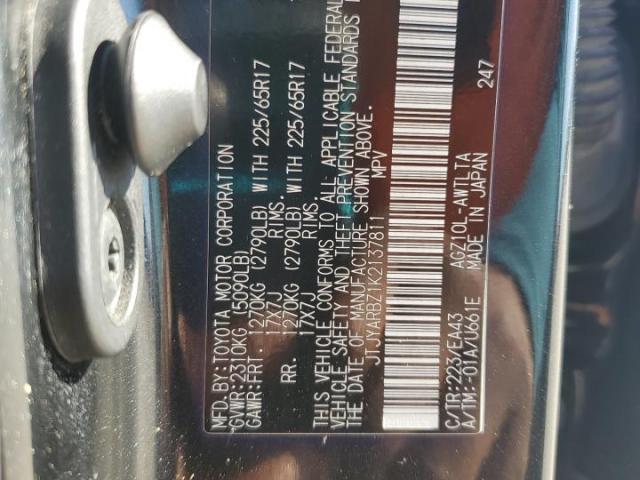 MFD.BY:TOYOTA MOTOR CORPORATION
GVWR:2310KG (5090LB)
GAWR:FRT. 1270KG (2790LB) WITH 225/65R17
17X7J RIMS.
RR. 1270KG (2790LB) WITH 225/65R17
17X7J RIMS.
THIS VEHICLE CONFORMS TO ALL APPLICABLE FEDERAL
VEHICLE SAFETY AND THEFT PREVENTION STANDARDS
THE DATE OF MANUFACTURE SHOWN ABOVE.
JTJYARBZ1K2137811 MPV
247
C/TR:223/EA43 AGZ10L-AWTLTA
A/TM:-01A/U661E MADE IN JAPAN